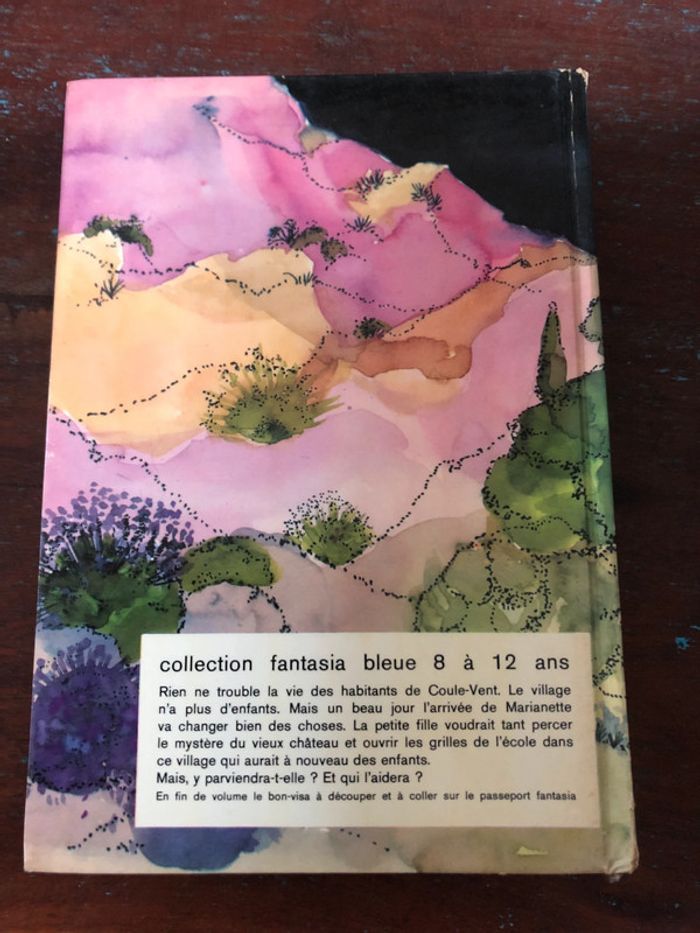 collection fantasia bleue 8 à 12 ans
Rien ne trouble la vie des habitants de Coule-Vent. Le village
n'a plus d'enfants. Mais un beau jour l'arrivée de Marianette
va changer bien des choses. La petite fille voudrait tant percer
le mystère du vieux château et ouvrir les grilles de l'école dans
ce village qui aurait à nouveau des enfants.
Mais, y parviendra-t-elle ? Et qui l'aidera ?
En fin de volume le bon-visa à découper et à coller sur le passeport fantasia